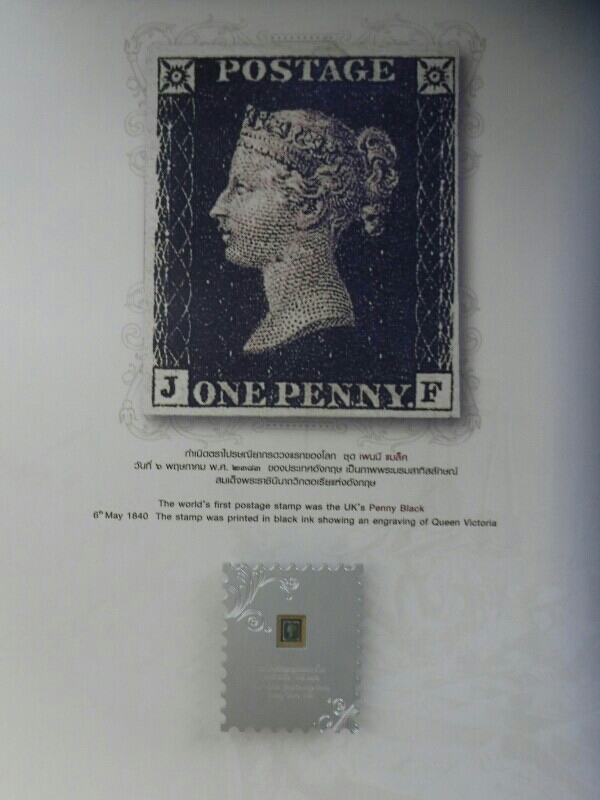 POSTAGE
J ONE PENNY. F
กำเนิดตราไปรษณียากรดวงแรกของโลก ชุด เพนนี แบล็ค
วันที่ ๖ พฤษภาคม พ.ศ. ๒๓๘๓ ของประเทศอังกฤษ เป็นภาพพระบรมสาทิสลักษณ์
สมเด็จพระราชินีนาถวิกตอเรียแห่งอังกฤษ
The world's first postage stamp was the UK's Penny Black
6th May 1840 The stamp was printed in black ink showing an engraving of Queen Victoria